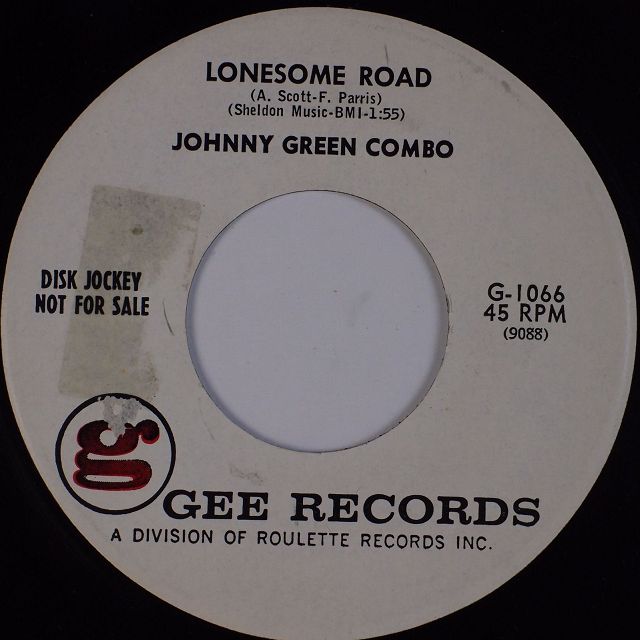 LONESOME ROAD
(A. Scott-F. Parris)
(Sheldon Music-BMI-1:55)
JOHNNY GREEN COMBO
DISK JOCKEY
NOT FOR SALE
G-1066
45 RPM
(9088)
g
GEE RECORDS
A DIVISION OF ROULETTE RECORDS INC.